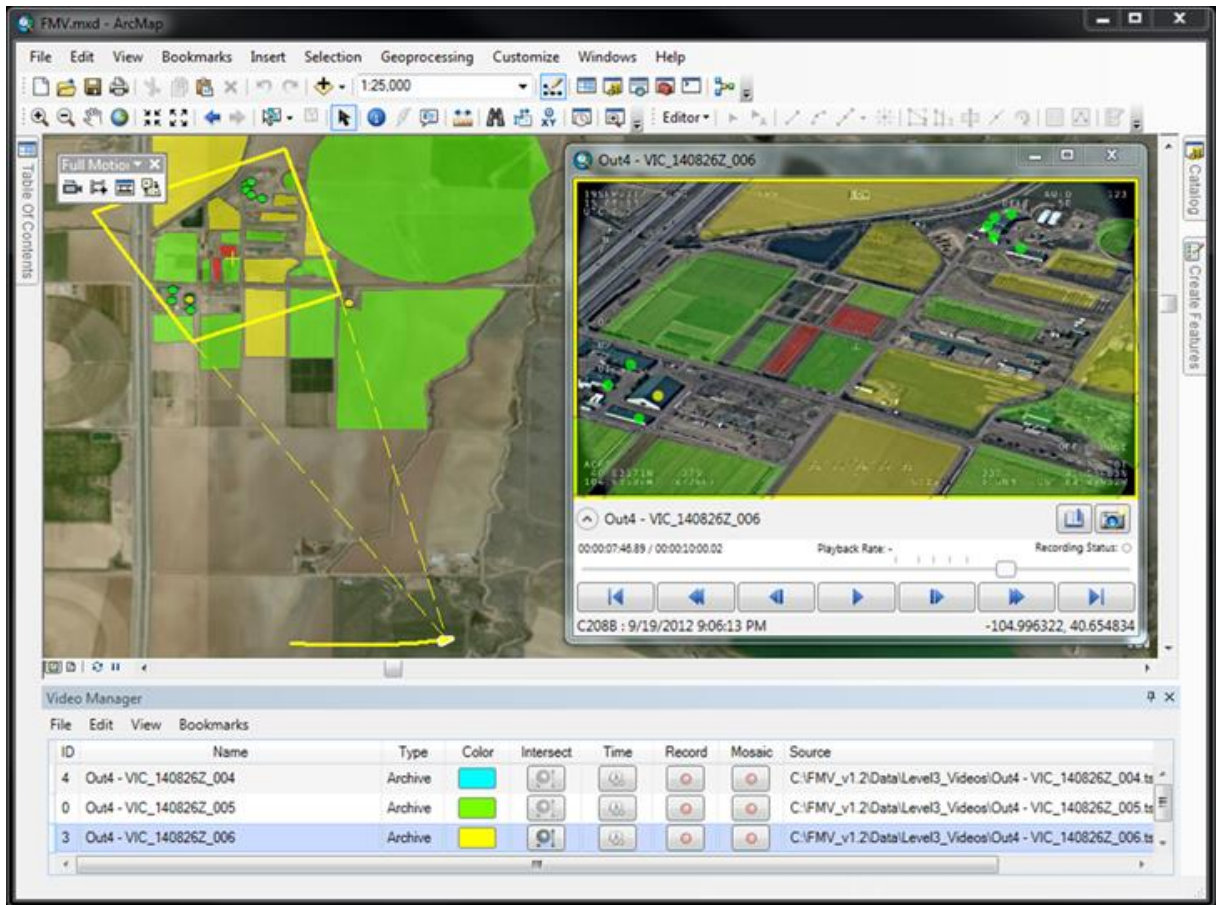 FMV.mxd - ArcMap
File Edit View Bookmarks Insert Selection Geoprocessing Customize Windows Help
1:25,000
Editor
Full Motion
Table Of Contents
Catalog
Create Features
Out4 - VIC_140826Z_006
123
Out4 - VIC_140826Z_006
00:00:07:46.89 / 00:00:10:00.02 Playback Rate: - Recording Status:
C208B : 9/19/2012 9:06:13 PM -104.996322, 40.654834
Video Manager
File Edit View Bookmarks
ID Name Type Color Intersect Time Record Mosaic Source
4 Out4 - VIC_140826Z_004 Archive C:\FMV_v1.2\Data\Level3_Videos\Out4 - VIC_140826Z_004.ts
0 Out4 - VIC_140826Z_005 Archive C:\FMV_v1.2\Data\Level3_Videos\Out4 - VIC_140826Z_005.ts
3 Out4 - VIC_140826Z_006 Archive C:\FMV_v1.2\Data\Level3_Videos\Out4 - VIC_140826Z_006.ts